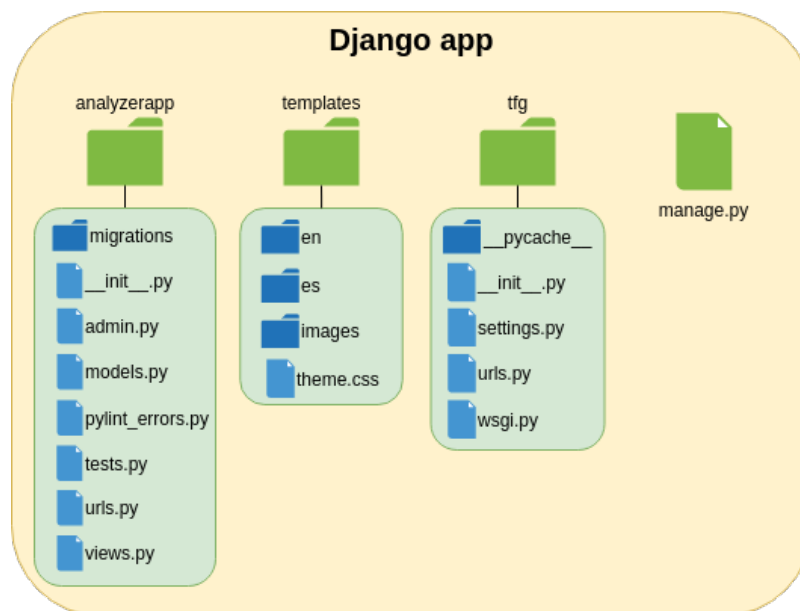 Django app
analyzerapp
templates
tfg
manage.py
migrations
__init__.py
admin.py
models.py
pylint_errors.py
tests.py
urls.py
views.py
en
es
images
theme.css
__pycache__
__init__.py
settings.py
urls.py
wsgi.py